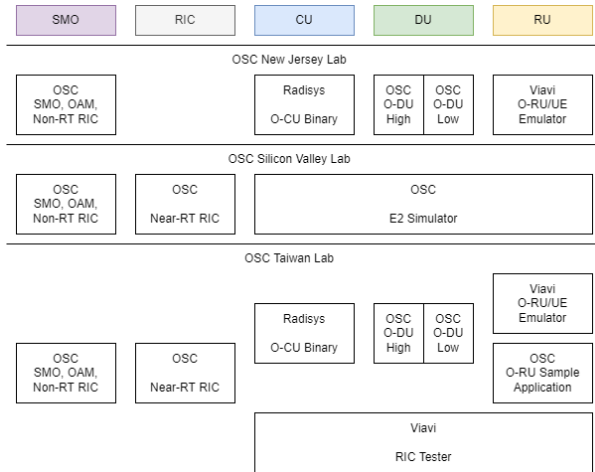 SMO
RIC
CU
DU
RU
OSC New Jersey Lab
OSC
SMO, OAM,
Non-RT RIC
Radisys
O-CU Binary
OSC
O-DU
High
OSC
O-DU
Low
Viavi
O-RU/UE
Emulator
OSC Silicon Valley Lab
OSC
SMO, OAM,
Non-RT RIC
OSC
Near-RT RIC
OSC
E2 Simulator
OSC Taiwan Lab
OSC
SMO, OAM,
Non-RT RIC
OSC
Near-RT RIC
Radisys
O-CU Binary
OSC
O-DU
High
OSC
O-DU
Low
Viavi
O-RU/UE
Emulator
OSC
O-RU Sample
Application
Viavi
RIC Tester